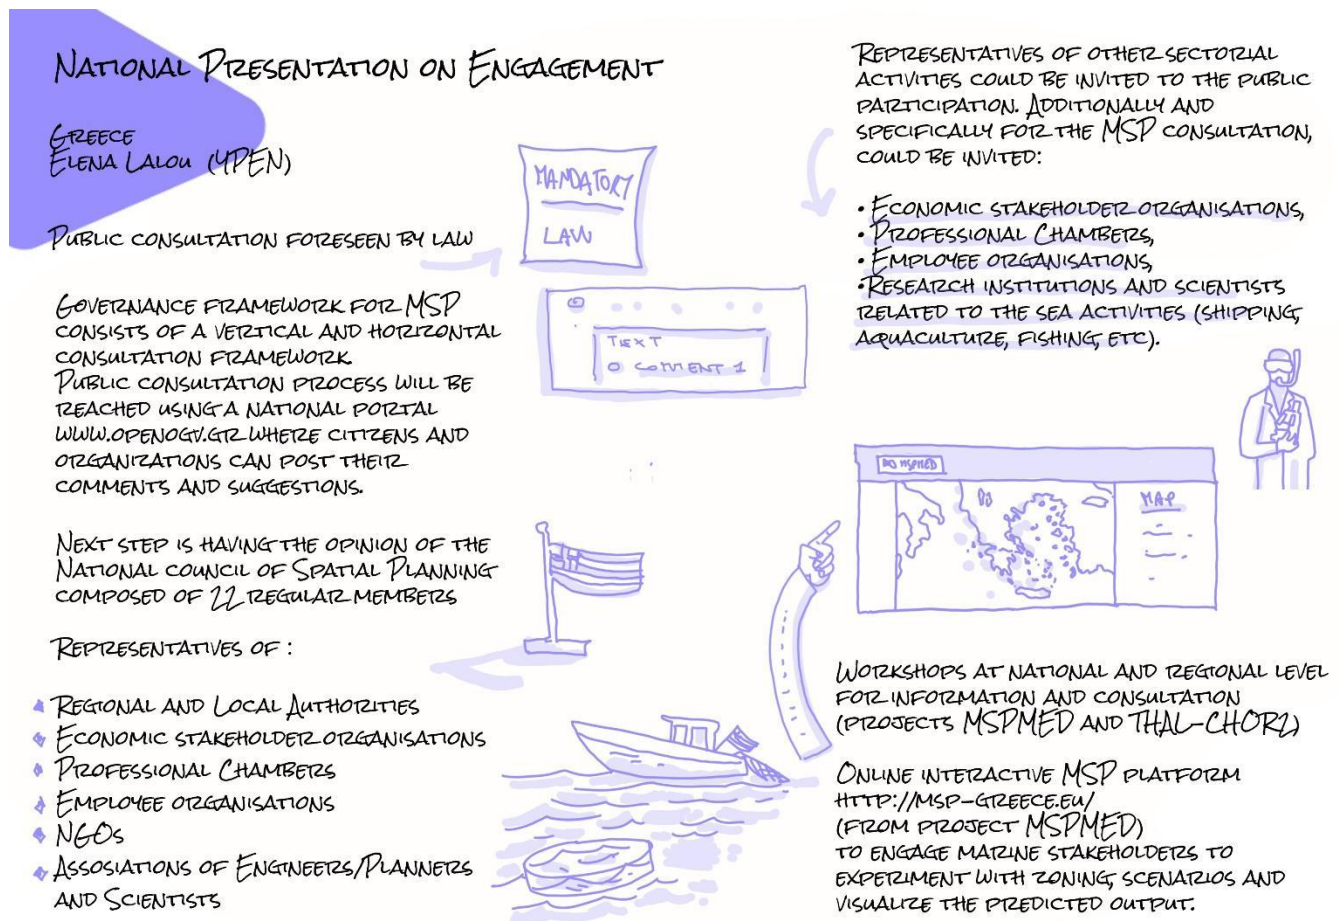 National Presentation on Engagement
Greece
Elena Lalou (YPEN)
Public consultation foreseen by law
MANDATORY
LAW
Governance framework for MSP
consists of a vertical and horizontal
consultation framework
Public consultation process will be
reached using a national portal
www.openogv.gr where citizens and
organizations can post their
comments and suggestions.
TEXT
COMMENT 1
Next step is having the opinion of the
National council of Spatial Planning
composed of 22 regular members
Representatives of :
Regional and Local Authorities
Economic stakeholder organisations
Professional Chambers
Employee organisations
NGOs
Assosiations of Engineers/Planners
and Scientists
Representatives of other sectorial
activities could be invited to the public
participation. Additionally and
specifically for the MSP consultation,
could be invited:
• Economic stakeholder organisations,
• Professional Chambers,
• Employee organisations,
• Research institutions and scientists
related to the sea activities (shipping,
aquaculture, fishing, etc).
MSPMED
MAP
Workshops at national and regional level
for information and consultation
(projects MSPMED and THAL-CHOR2)
Online interactive MSP platform
http://msp-greece.eu/
(from project MSPMED)
to engage marine stakeholders to
experiment with zoning, scenarios and
visualize the predicted output.